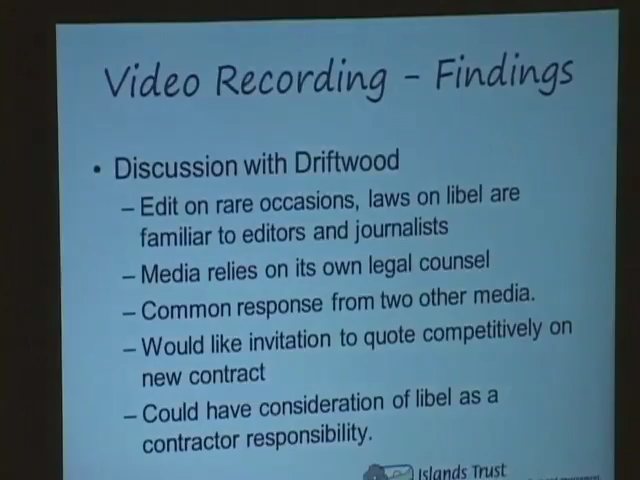 Video Recording - Findings
• Discussion with Driftwood
– Edit on rare occasions, laws on libel are
familiar to editors and journalists
– Media relies on its own legal counsel
– Common response from two other media.
– Would like invitation to quote competitively on
new contract
– Could have consideration of libel as a
contractor responsibility.
Islands Trust